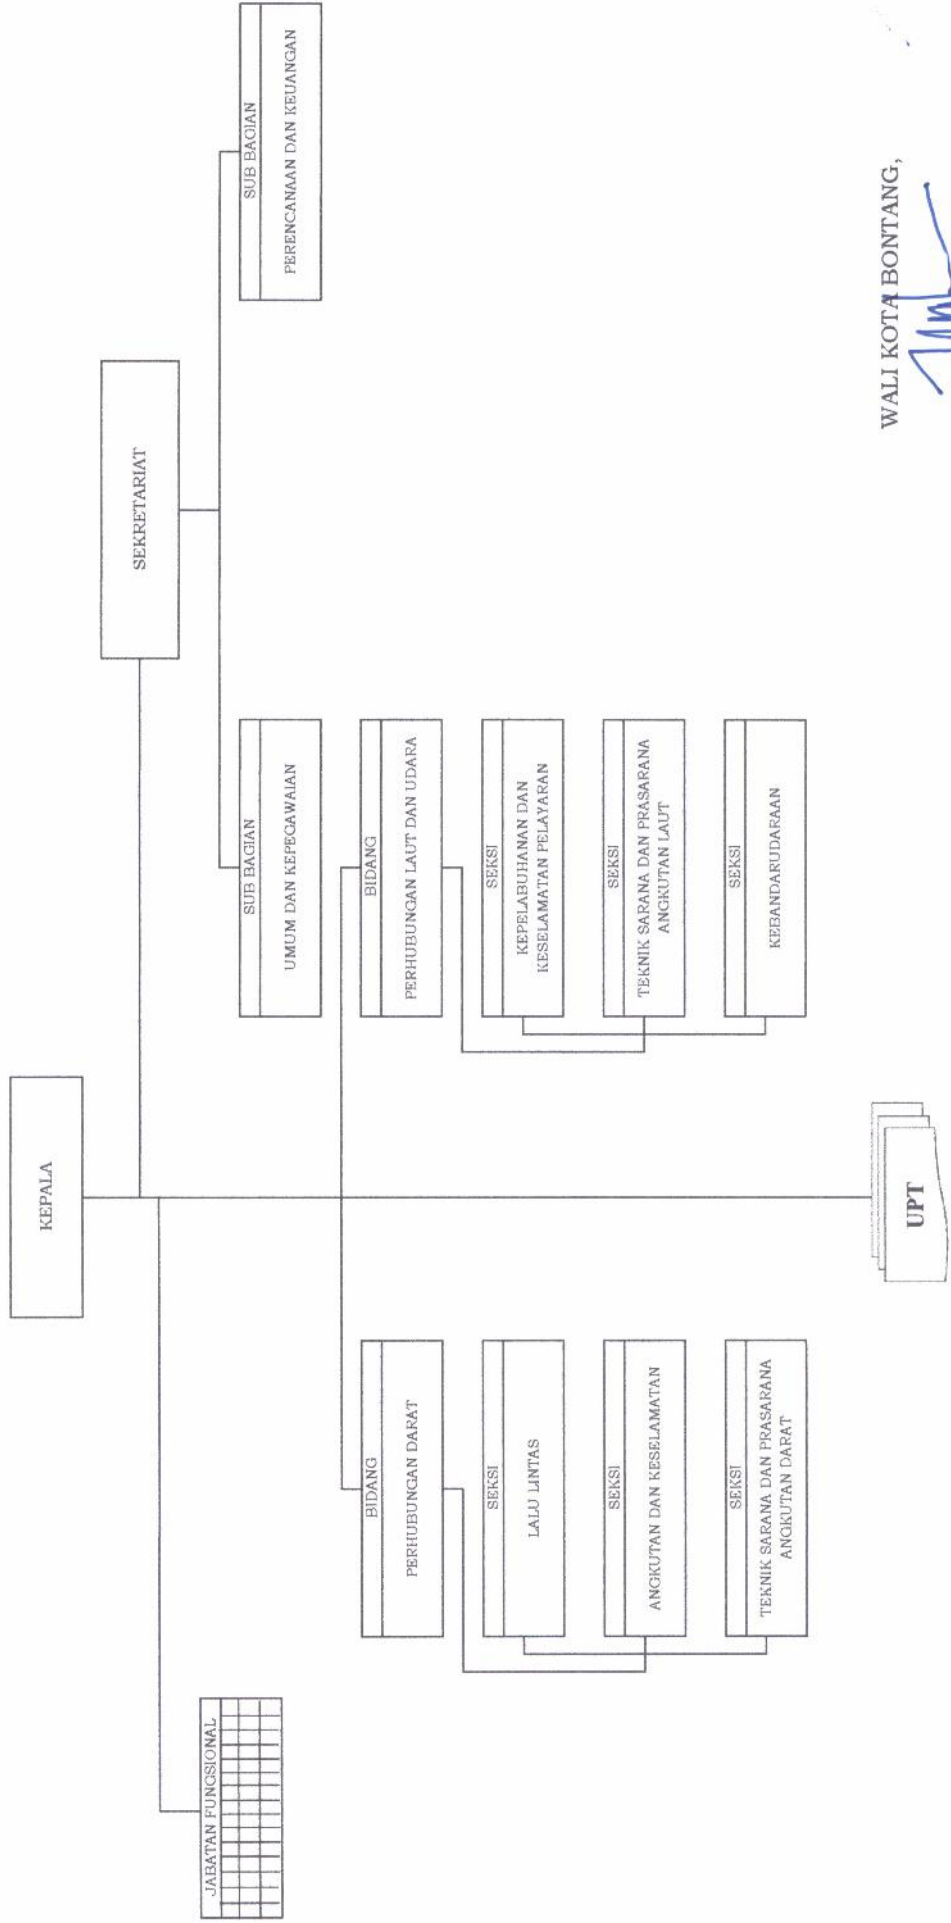 KEPALA
SEKRETARIAT
JABATAN FUNGSIONAL
SUB BAGIAN
UMUM DAN KEPEGAWAIAN
SUB BAGIAN
PERENCANAAN DAN KEUANGAN
BIDANG
PERHUBUNGAN DARAT
BIDANG
PERHUBUNGAN LAUT DAN UDARA
SEKSI
LALU LINTAS
SEKSI
KEPELABUHANAN DAN
KESELAMATAN PELAYARAN
SEKSI
ANGKUTAN DAN KESELAMATAN
SEKSI
TEKNIK SARANA DAN PRASARANA
ANGKUTAN LAUT
SEKSI
TEKNIK SARANA DAN PRASARANA
ANGKUTAN DARAT
SEKSI
KEBANDARUDARAAN
UPT
WALI KOTA BONTANG,